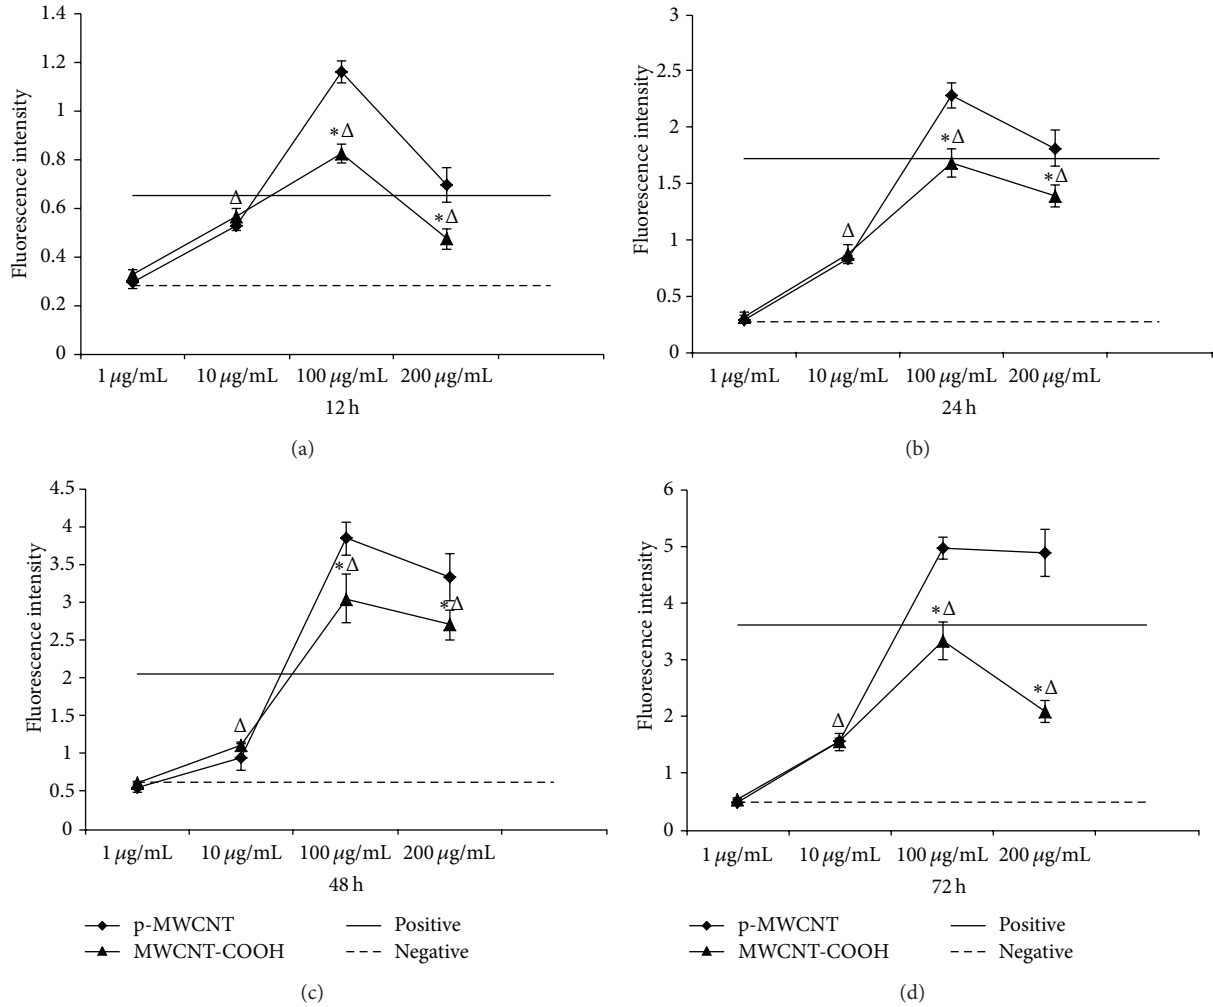 1.4
1.2
1
0.8
0.6
0.4
0.2
0
Fluorescence intensity
*Δ
Δ
*Δ
1 μg/mL 10 μg/mL 100 μg/mL 200 μg/mL
12 h
(a)
3
2.5
2
1.5
1
0.5
0
Fluorescence intensity
*Δ
*Δ
Δ
1 μg/mL 10 μg/mL 100 μg/mL 200 μg/mL
24 h
(b)
4.5
4
3.5
3
2.5
2
1.5
1
0.5
0
Fluorescence intensity
*Δ
*Δ
Δ
1 μg/mL 10 μg/mL 100 μg/mL 200 μg/mL
48 h
p-MWCNT Positive
MWCNT-COOH Negative
(c)
6
5
4
3
2
1
0
Fluorescence intensity
*Δ
*Δ
Δ
1 μg/mL 10 μg/mL 100 μg/mL 200 μg/mL
72 h
p-MWCNT Positive
MWCNT-COOH Negative
(d)